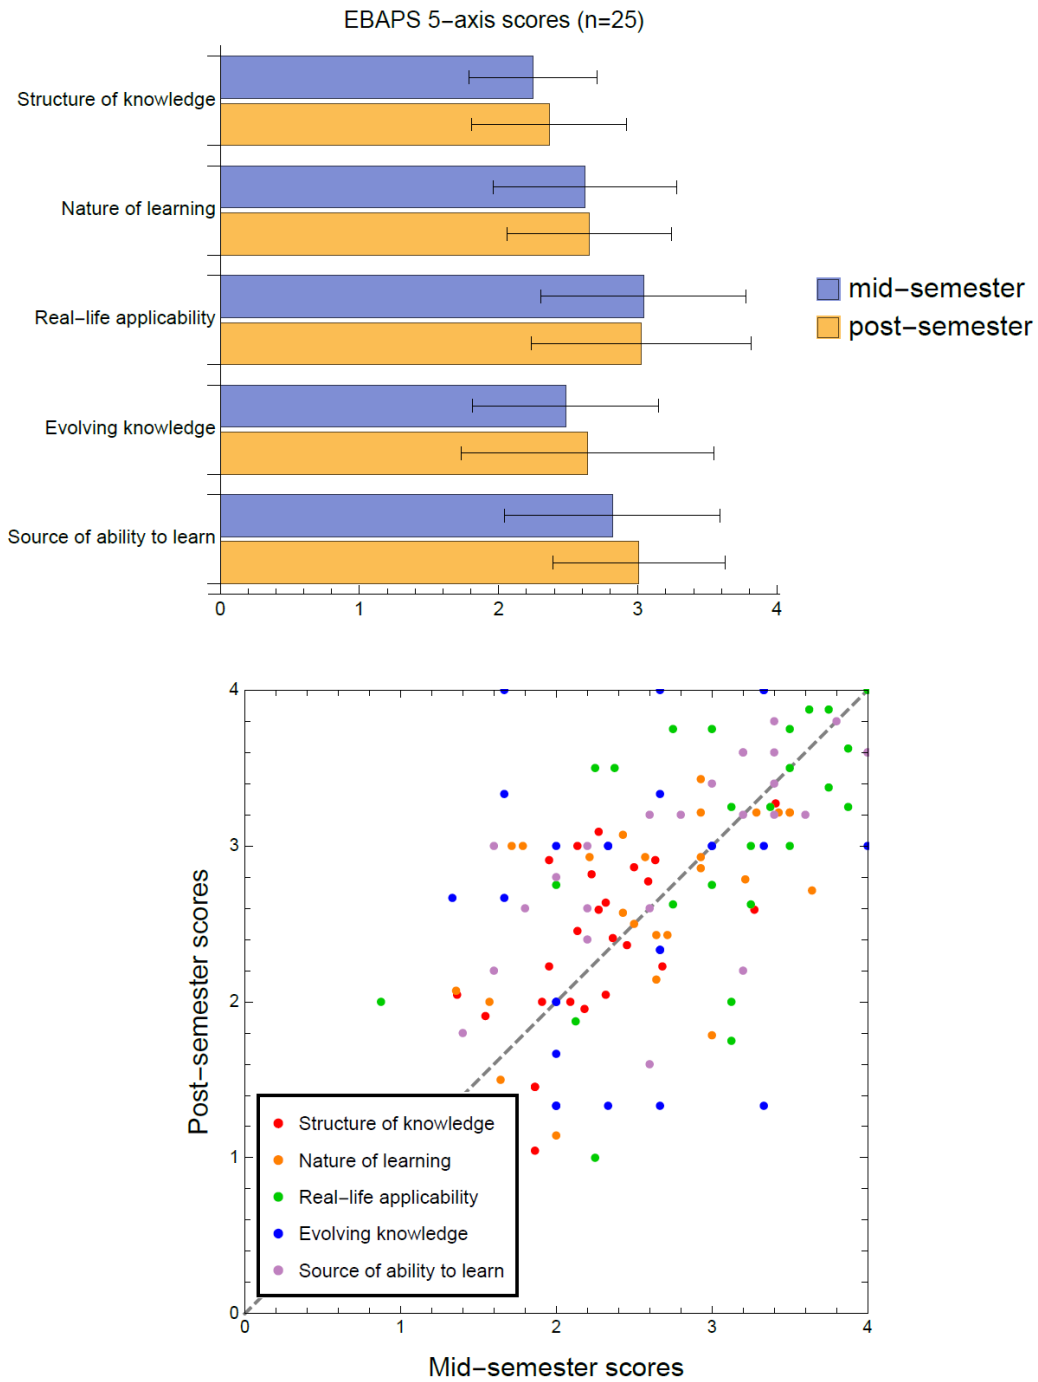 EBAPS 5−axis scores (n=25)
Structure of knowledge
Nature of learning
Real−life applicability
Evolving knowledge
Source of ability to learn
0 1 2 3 4
mid−semester
post−semester
4
3
2
1
0
Post−semester scores
Structure of knowledge
Nature of learning
Real−life applicability
Evolving knowledge
Source of ability to learn
0 1 2 3 4
Mid−semester scores